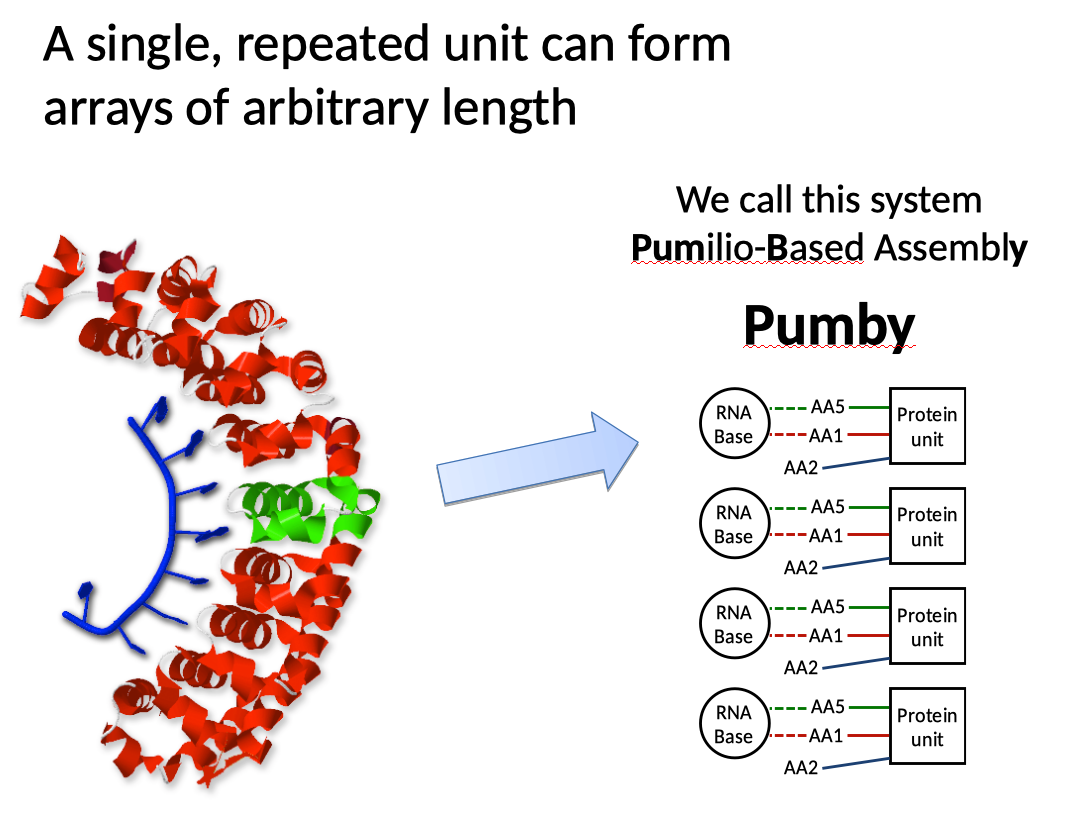 A single, repeated unit can form
arrays of arbitrary length
We call this system
Pumilio-Based Assembly
Pumby
RNA
Base
AA5
AA1
AA2
Protein
unit
RNA
Base
AA5
AA1
AA2
Protein
unit
RNA
Base
AA5
AA1
AA2
Protein
unit
RNA
Base
AA5
AA1
AA2
Protein
unit